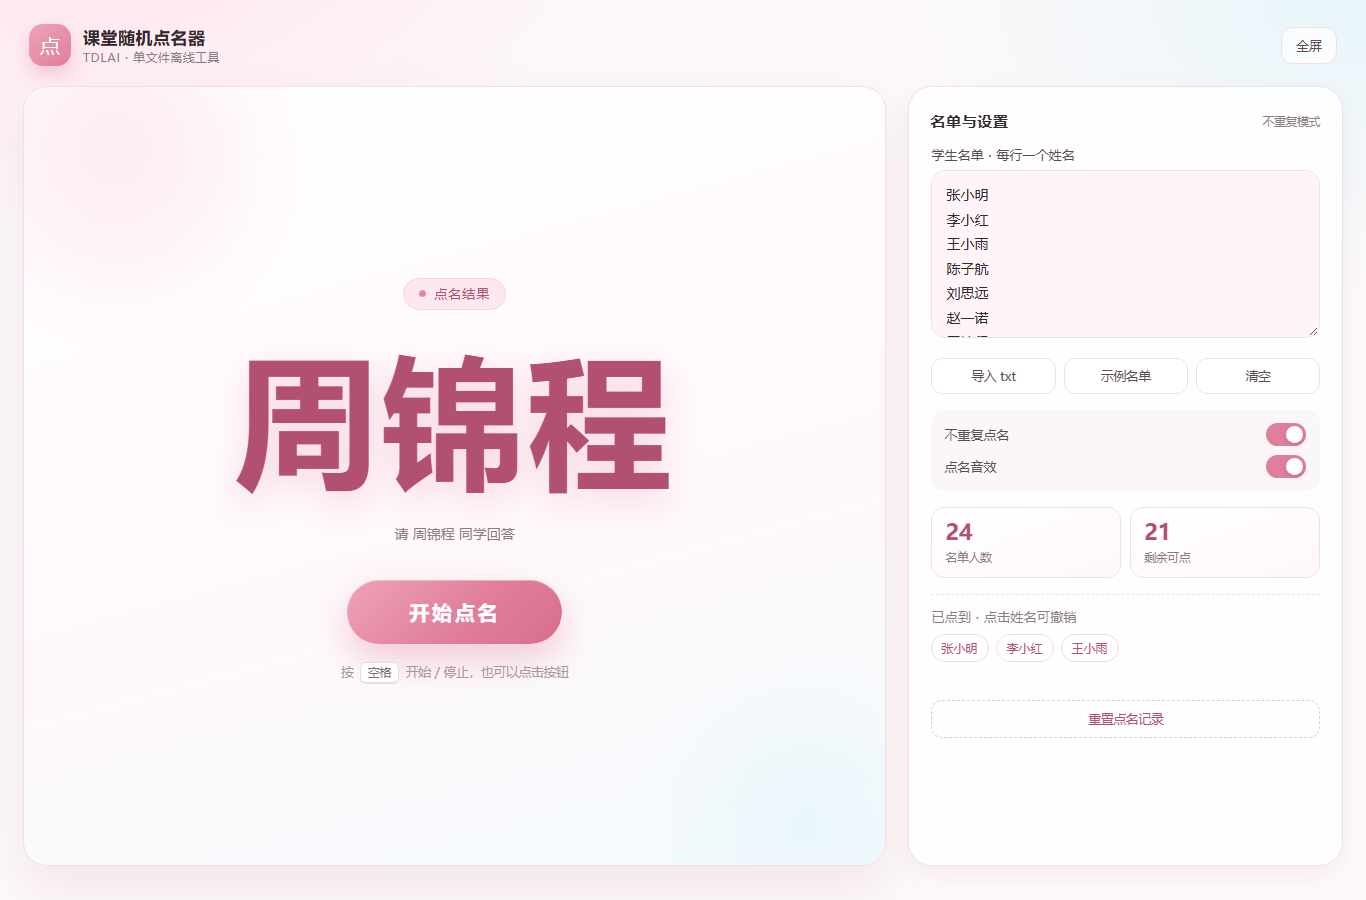 点
课堂随机点名器
TDLAI · 单文件离线工具
全屏
点名结果
周锦程
请 周锦程 同学回答
开始点名
按 空格 开始 / 停止，也可以点击按钮
名单与设置
不重复模式
学生名单 · 每行一个姓名
张小明
李小红
王小雨
陈子航
刘思远
赵一诺
导入 txt
示例名单
清空
不重复点名
点名音效
24
名单人数
21
剩余可点
已点到 · 点击姓名可撤销
张小明
李小红
王小雨
重置点名记录